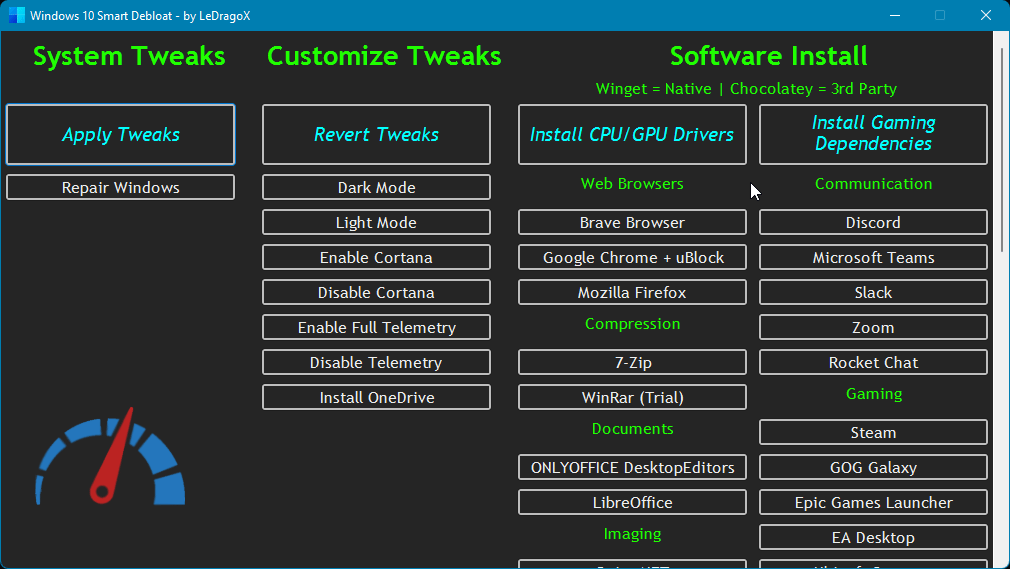 Windows 10 Smart Debloat - by LeDragoX
System Tweaks
Customize Tweaks
Software Install
Winget = Native | Chocolatey = 3rd Party
Apply Tweaks
Repair Windows
Revert Tweaks
Dark Mode
Light Mode
Enable Cortana
Disable Cortana
Enable Full Telemetry
Disable Telemetry
Install OneDrive
Install CPU/GPU Drivers
Web Browsers
Brave Browser
Google Chrome + uBlock
Mozilla Firefox
Compression
7-Zip
WinRar (Trial)
Documents
ONLYOFFICE DesktopEditors
LibreOffice
Imaging
Install Gaming
Dependencies
Communication
Discord
Microsoft Teams
Slack
Zoom
Rocket Chat
Gaming
Steam
GOG Galaxy
Epic Games Launcher
EA Desktop